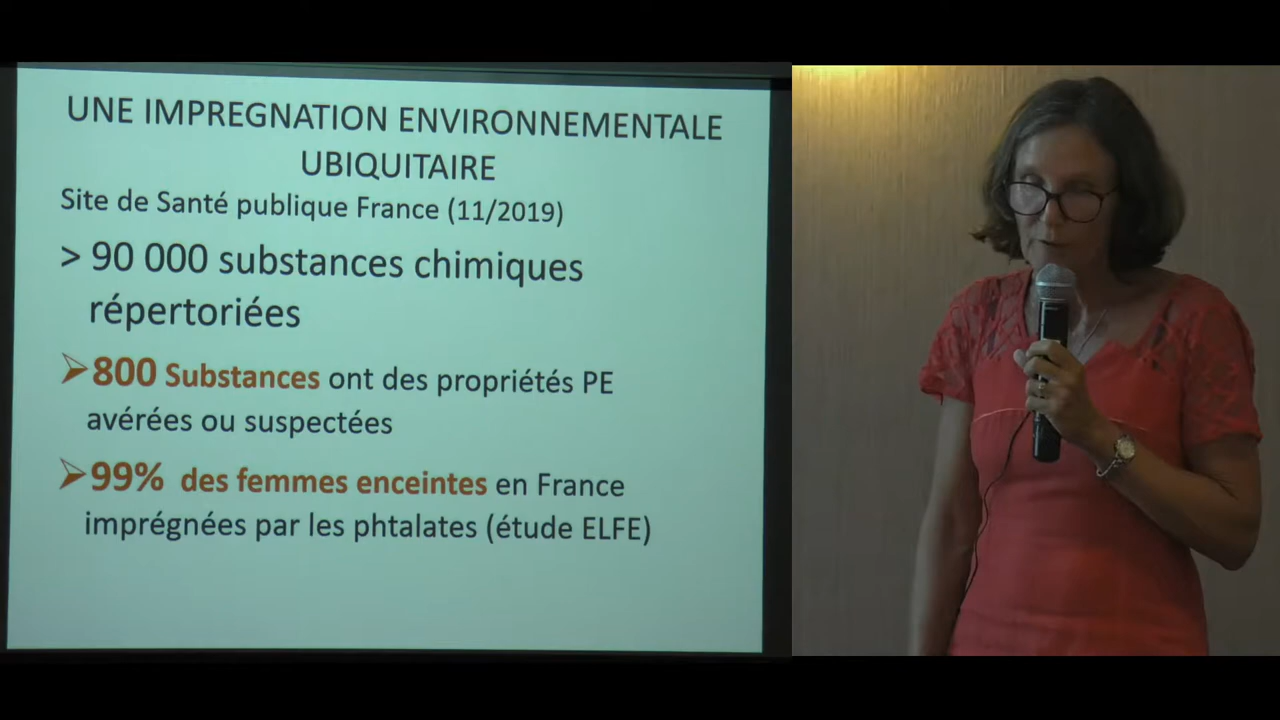 UNE IMPREGNATION ENVIRONNEMENTALE
UBIQUITAIRE
Site de Santé publique France (11/2019)
> 90 000 substances chimiques
répertoriées
➢800 Substances ont des propriétés PE
avérées ou suspectées
➢99% des femmes enceintes en France
imprégnées par les phtalates (étude ELFE)